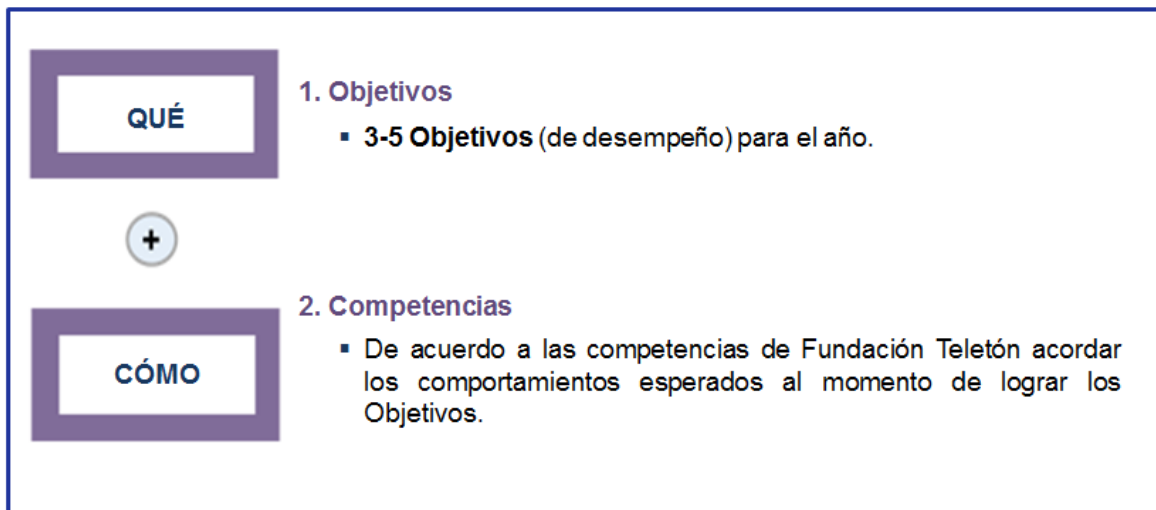 QUÉ
1. Objetivos
▪ 3-5 Objetivos (de desempeño) para el año.
+
CÓMO
2. Competencias
▪ De acuerdo a las competencias de Fundación Teletón acordar
los comportamientos esperados al momento de lograr los
Objetivos.